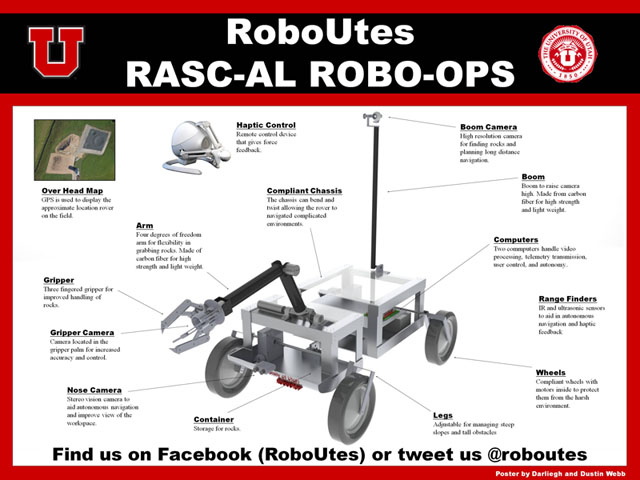 RoboUtes
RASC-AL ROBO-OPS
U
THE UNIVERSITY OF UTAH
1850
Over Head Map
GPS is used to display the
approximate location rover
on the field.
Haptic Control
Remote control device
that gives force
feedback.
Boom Camera
High resolution camera
for finding rocks and
planning long distance
navigation.
Boom
Boom to raise camera
high. Made from carbon
fiber for high strength
and light weight.
Compliant Chassis
The chassis can bend and
twist allowing the rover to
navigated complicated
environments.
Arm
Four degrees of freedom
arm for flexibility in
grabbing rocks. Made of
carbon fiber for high
strength and light weight.
Computers
Two commputers handle video
processing, telemetry transmission,
user control, and autonomy.
Gripper
Three fingered gripper for
improved handling of
rocks.
Range Finders
IR and ultrasonic sensors
to aid in autonomous
navigation and haptic
feedback
Gripper Camera
Camera located in the
gripper palm for increased
accuracy and control.
Wheels
Compliant wheels with
motors inside to protect
them from the harsh
environment.
Nose Camera
Stereo vision camera to
aid autonomous navigation
and improve view of the
workspace.
Container
Storage for rocks.
Legs
Adjustable for managing steep
slopes and tall obstacles
Find us on Facebook (RoboUtes) or tweet us @roboutes
Poster by Darliegh and Dustin Webb